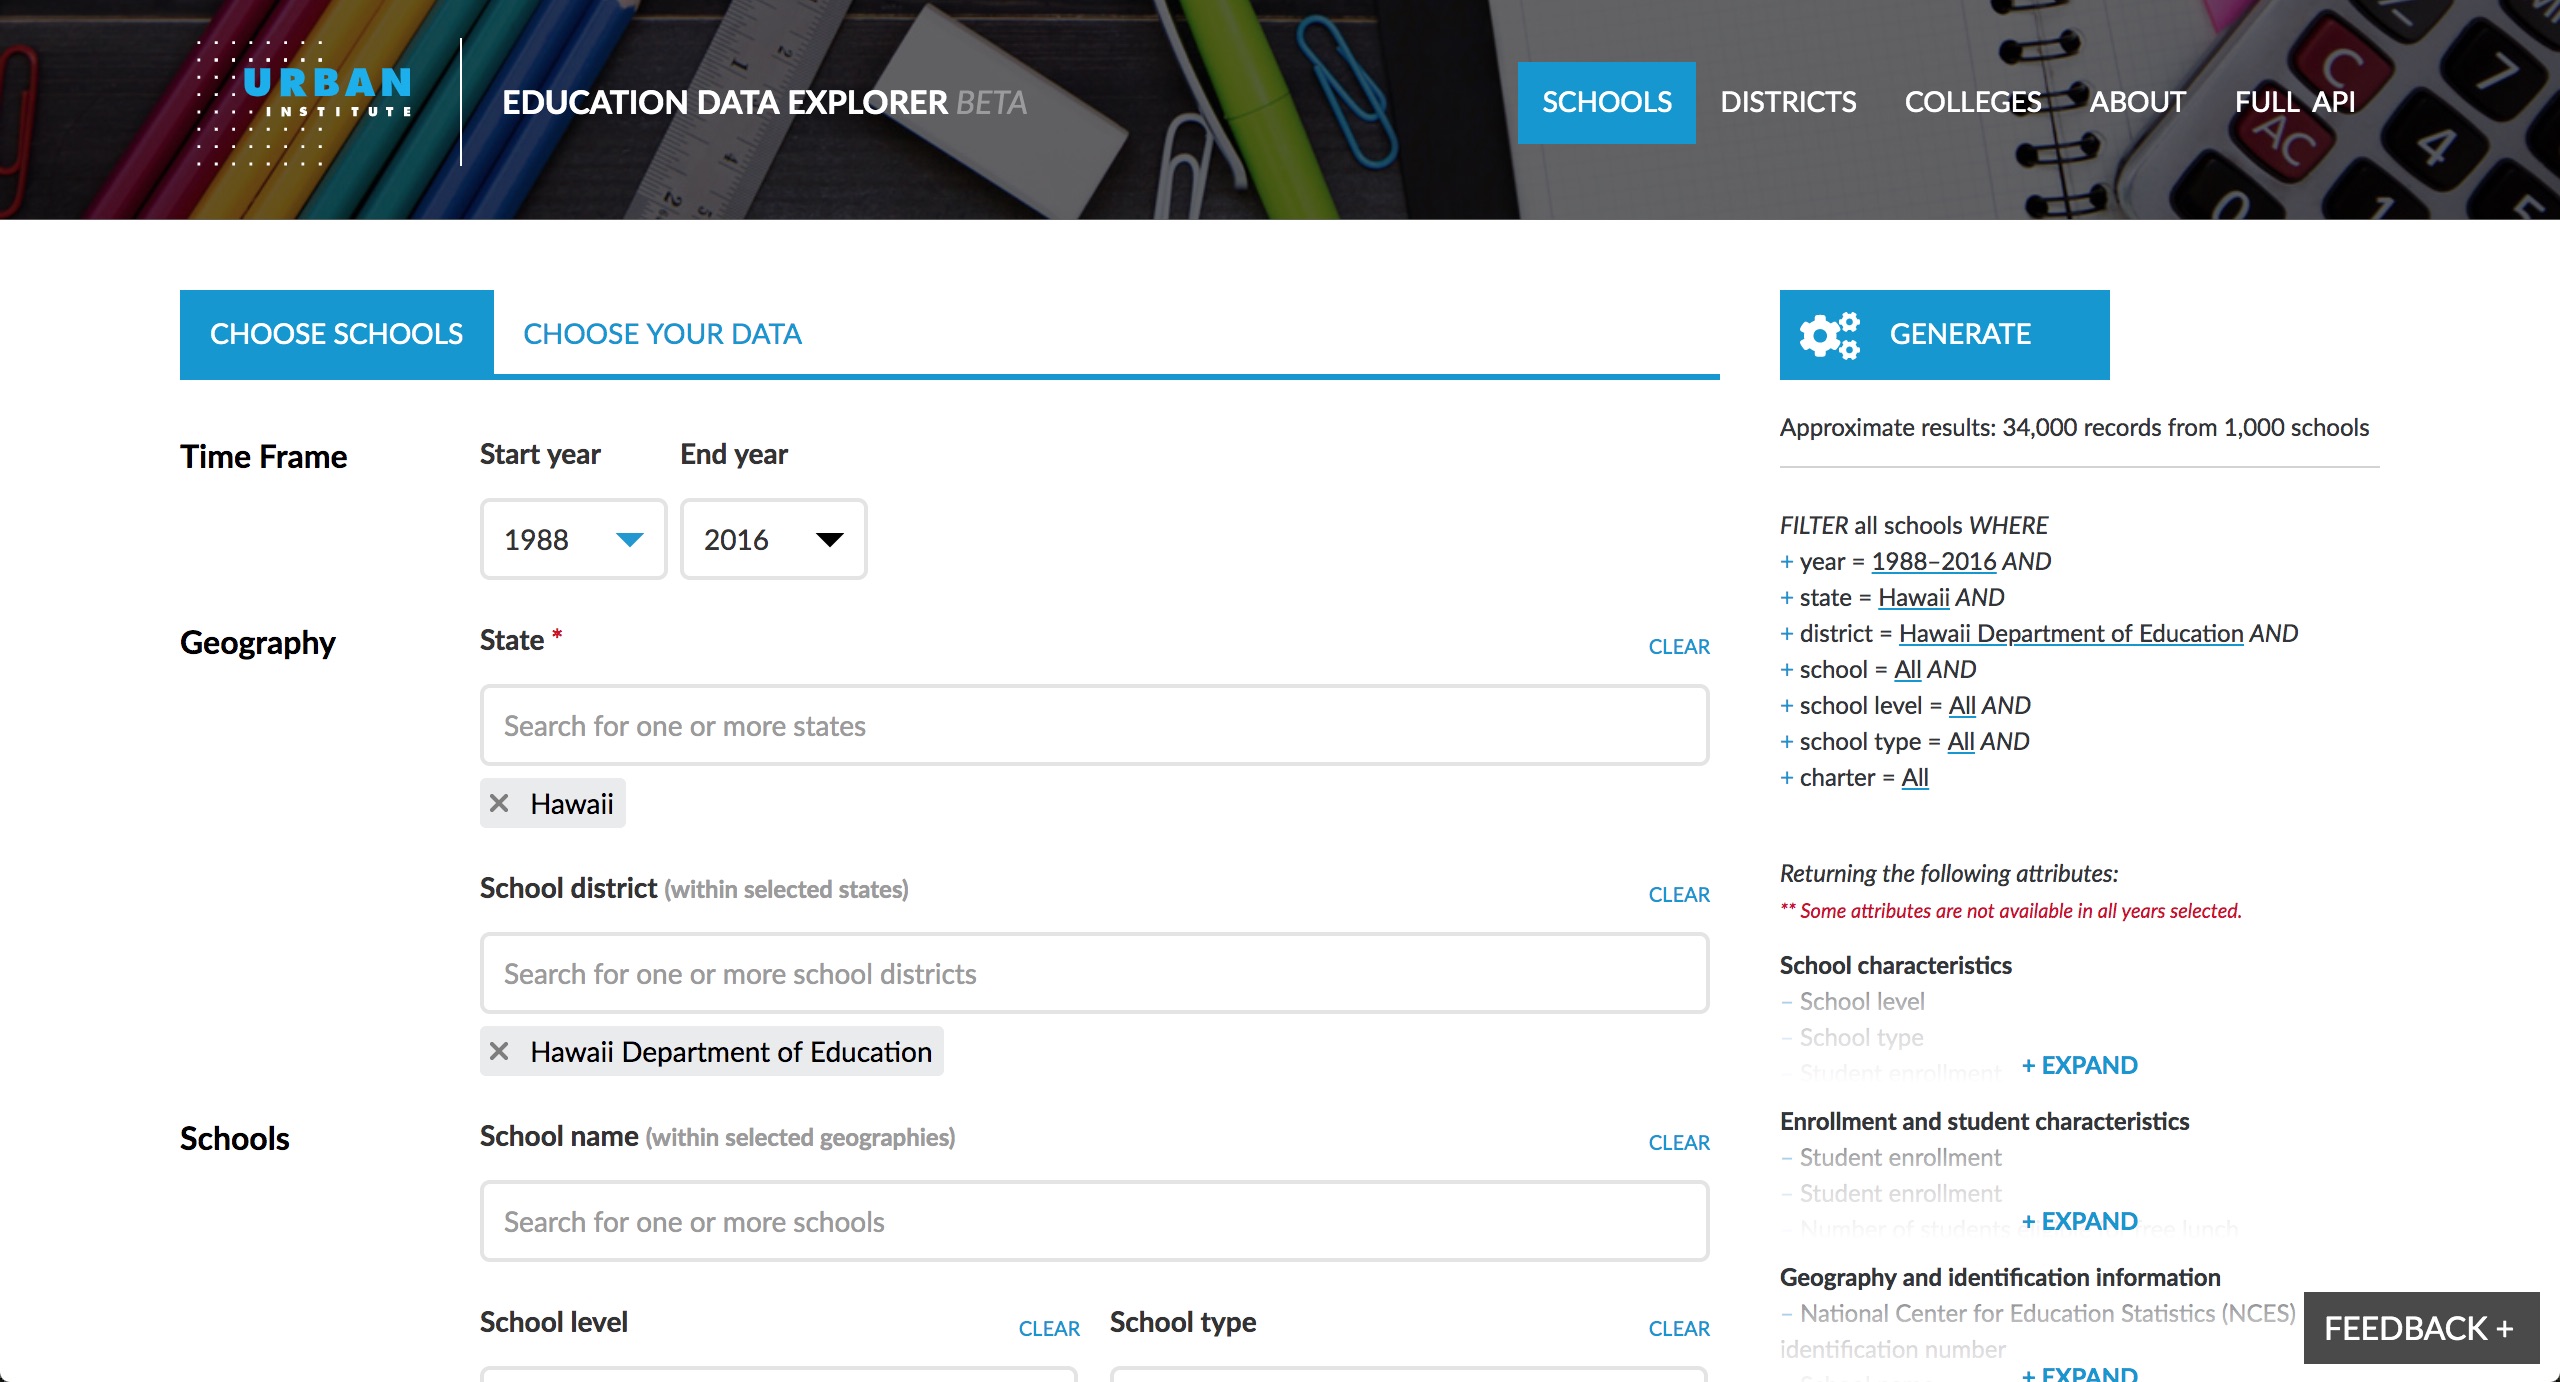 URBAN
INSTITUTE
EDUCATION DATA EXPLORER BETA
SCHOOLS
DISTRICTS
COLLEGES
ABOUT
FULL API
CHOOSE SCHOOLS
CHOOSE YOUR DATA
Time Frame
Start year
End year
1988
2016
Geography
State *
CLEAR
Search for one or more states
× Hawaii
School district (within selected states)
CLEAR
Search for one or more school districts
× Hawaii Department of Education
Schools
School name (within selected geographies)
CLEAR
Search for one or more schools
School level
CLEAR
School type
CLEAR
GENERATE
Approximate results: 34,000 records from 1,000 schools
FILTER all schools WHERE
+ year = 1988–2016 AND
+ state = Hawaii AND
+ district = Hawaii Department of Education AND
+ school = All AND
+ school level = All AND
+ school type = All AND
+ charter = All
Returning the following attributes:
** Some attributes are not available in all years selected.
School characteristics
– School level
– School type
– Student enrollment
+ EXPAND
Enrollment and student characteristics
– Student enrollment
– Student enrollment
– Number of students free lunch
+ EXPAND
Geography and identification information
– National Center for Education Statistics (NCES)
identification number
+ EXPAND
FEEDBACK +